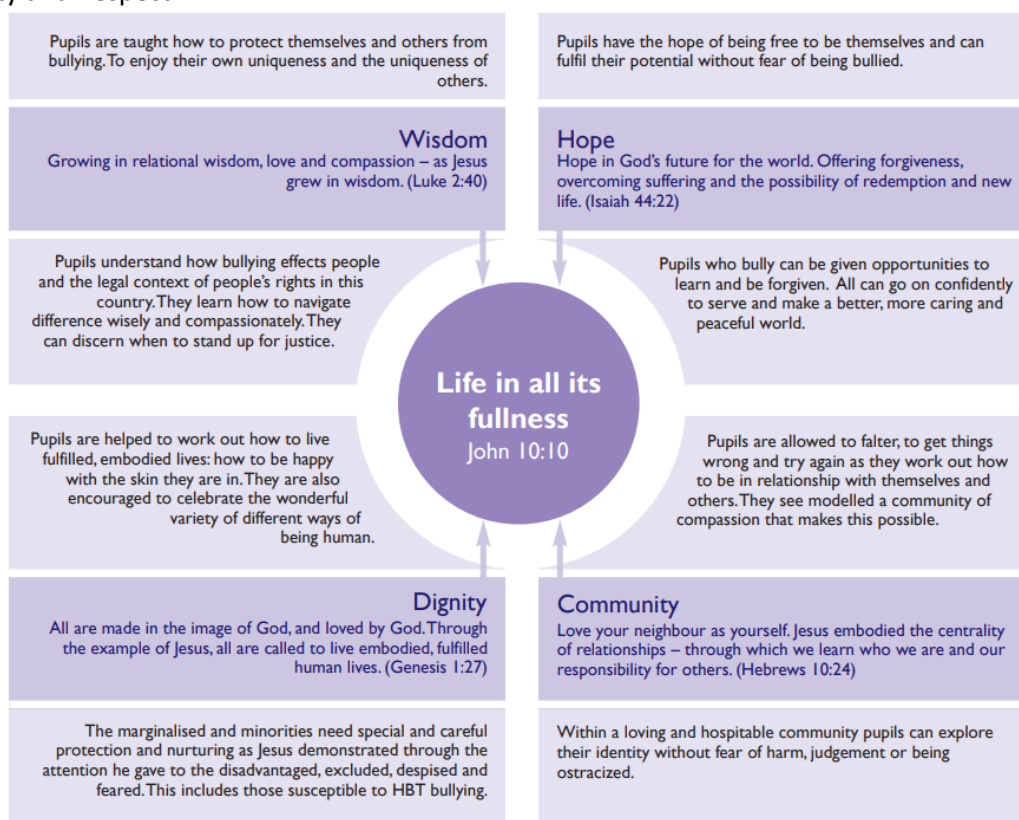 Pupils are taught how to protect themselves and others from
bullying. To enjoy their own uniqueness and the uniqueness of
others.
Wisdom
Growing in relational wisdom, love and compassion – as Jesus
grew in wisdom. (Luke 2:40)
Pupils understand how bullying effects people
and the legal context of people's rights in this
country. They learn how to navigate
difference wisely and compassionately. They
can discern when to stand up for justice.
Pupils have the hope of being free to be themselves and can
fulfil their potential without fear of being bullied.
Hope
Hope in God's future for the world. Offering forgiveness,
overcoming suffering and the possibility of redemption and new
life. (Isaiah 44:22)
Pupils who bully can be given opportunities to
learn and be forgiven. All can go on confidently
to serve and make a better, more caring and
peaceful world.
Life in all its
fullness
John 10:10
Pupils are helped to work out how to live
fulfilled, embodied lives: how to be happy
with the skin they are in. They are also
encouraged to celebrate the wonderful
variety of different ways of
being human.
Dignity
All are made in the image of God, and loved by God. Through
the example of Jesus, all are called to live embodied, fulfilled
human lives. (Genesis 1:27)
The marginalised and minorities need special and careful
protection and nurturing as Jesus demonstrated through the
attention he gave to the disadvantaged, excluded, despised and
feared. This includes those susceptible to HBT bullying.
Pupils are allowed to falter, to get things
wrong and try again as they work out how
to be in relationship with themselves and
others. They see modelled a community of
compassion that makes this possible.
Community
Love your neighbour as yourself. Jesus embodied the centrality
of relationships – through which we learn who we are and our
responsibility for others. (Hebrews 10:24)
Within a loving and hospitable community pupils can explore
their identity without fear of harm, judgement or being
ostracized.